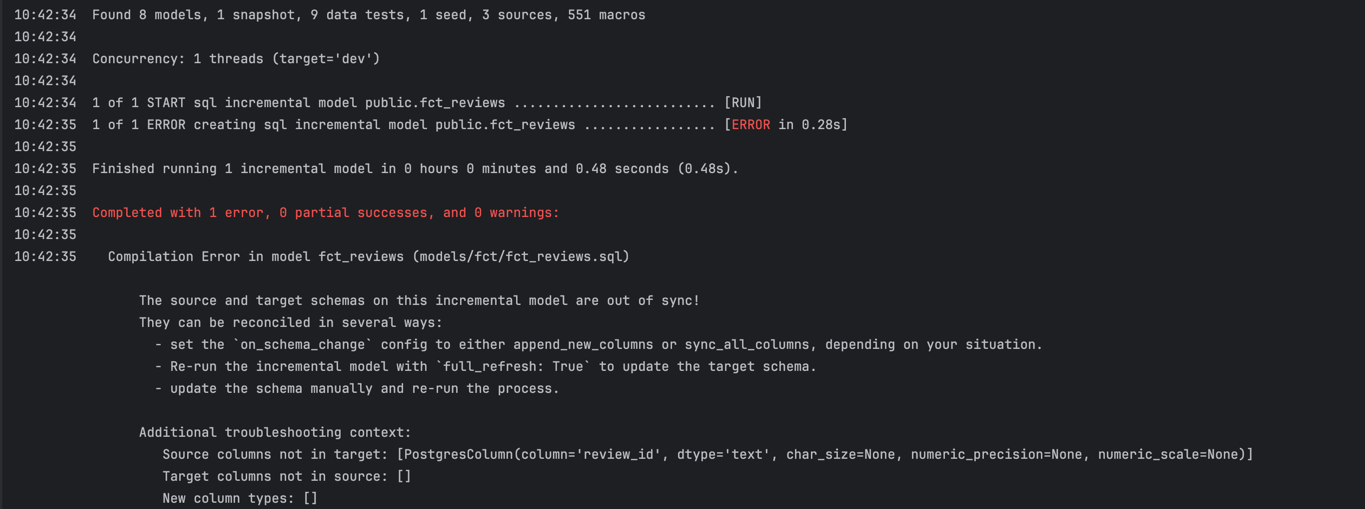 10:42:34  Found 8 models, 1 snapshot, 9 data tests, 1 seed, 3 sources, 551 macros
10:42:34
10:42:34  Concurrency: 1 threads (target='dev')
10:42:34
10:42:34  1 of 1 START sql incremental model public.fct_reviews .......................... [RUN]
10:42:35  1 of 1 ERROR creating sql incremental model public.fct_reviews ................. [ERROR in 0.28s]
10:42:35
10:42:35  Finished running 1 incremental model in 0 hours 0 minutes and 0.48 seconds (0.48s).
10:42:35
10:42:35  Completed with 1 error, 0 partial successes, and 0 warnings:
10:42:35
10:42:35    Compilation Error in model fct_reviews (models/fct/fct_reviews.sql)
The source and target schemas on this incremental model are out of sync!
They can be reconciled in several ways:
- set the `on_schema_change` config to either append_new_columns or sync_all_columns, depending on your situation.
- Re-run the incremental model with `full_refresh: True` to update the target schema.
- update the schema manually and re-run the process.
Additional troubleshooting context:
Source columns not in target: [PostgresColumn(column='review_id', dtype='text', char_size=None, numeric_precision=None, numeric_scale=None)]
Target columns not in source: []
New column types: []